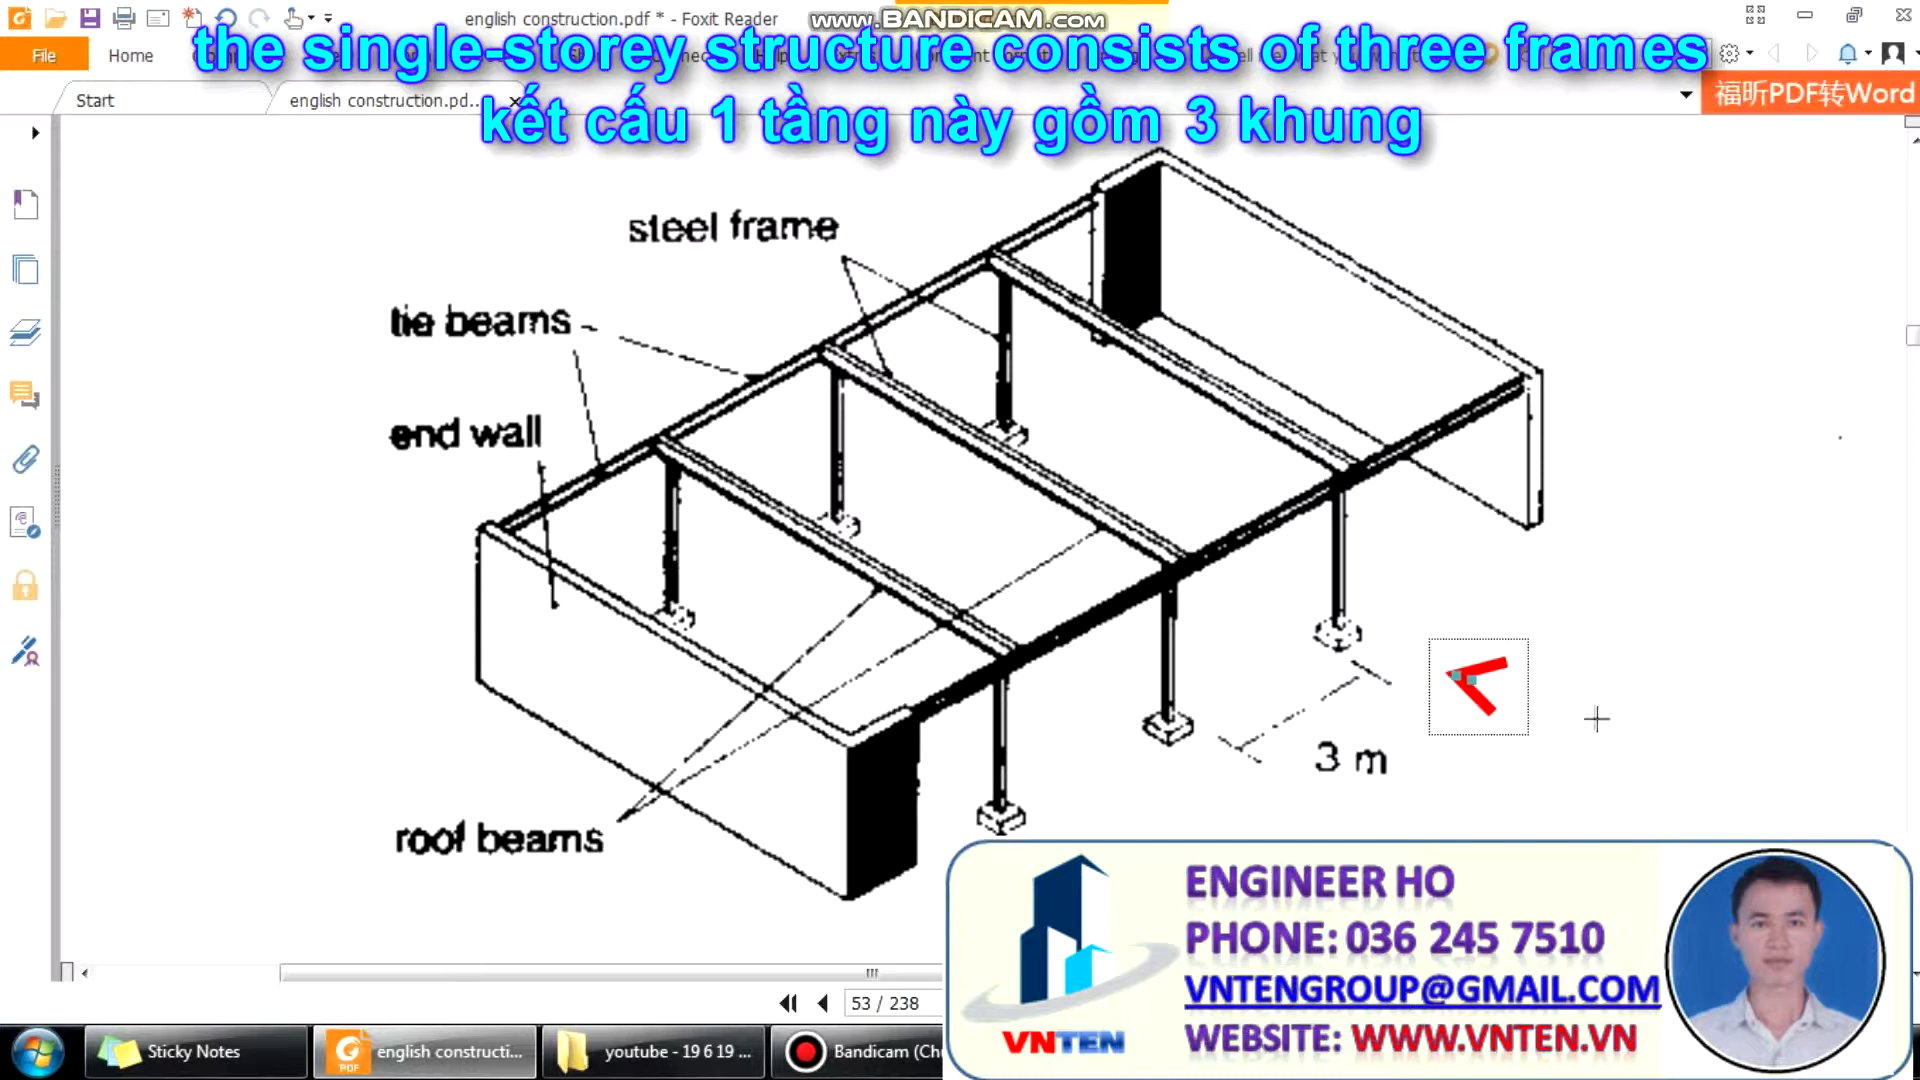 english construction.pdf * - Foxit Reader
www.BANDICAM.com
the single-storey structure consists of three frames
File
Home
kết cấu 1 tầng này gồm 3 khung
Start
english construction.pd...
福昕PDF转Word
steel frame
tie beams
end wall
3 m
roof beams
ENGINEER HO
PHONE: 036 245 7510
VNTENGROUP@GMAIL.COM
WEBSITE: WWW.VNTEN.VN
VNTEN
53 / 238
Sticky Notes
PDF
english constructi...
youtube - 19 6 19 ...
Bandicam (Ch